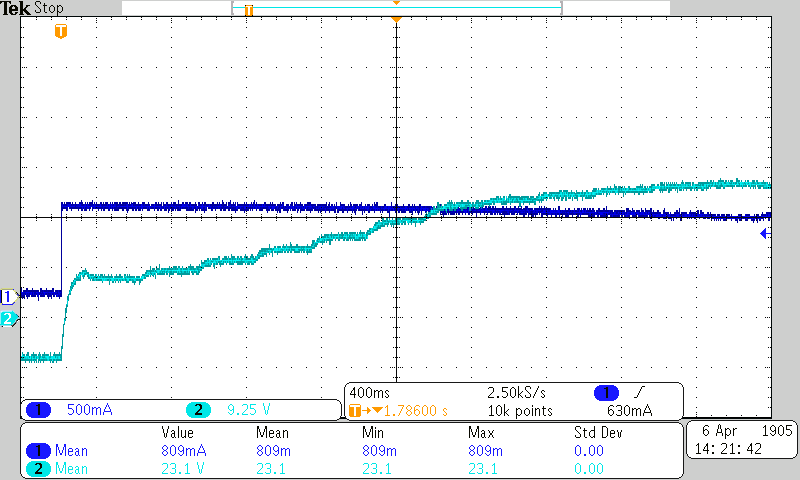 Tek Stop
T
T
1
2
1 500mA 2 9.25 V
400ms 2.50kS/s 1
T→▼1.78600 s 10k points 630mA
Value Mean Min Max Std Dev
1 Mean 809mA 809m 809m 809m 0.00
2 Mean 23.1 V 23.1 23.1 23.1 0.00
6 Apr 1905
14:21:42